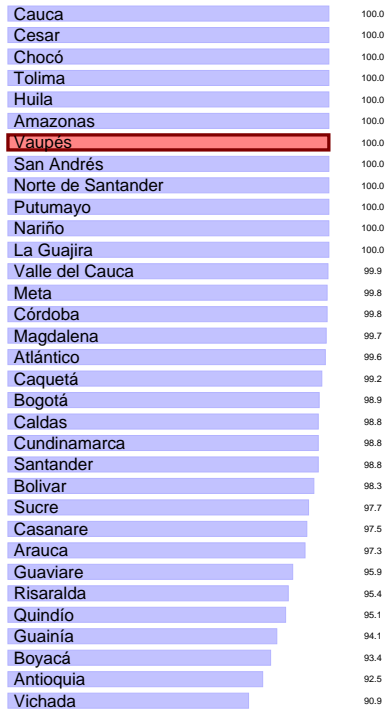 Cauca 100.0
Cesar 100.0
Chocó 100.0
Tolima 100.0
Huila 100.0
Amazonas 100.0
Vaupés 100.0
San Andrés 100.0
Norte de Santander 100.0
Putumayo 100.0
Nariño 100.0
La Guajira 100.0
Valle del Cauca 99.9
Meta 99.8
Córdoba 99.8
Magdalena 99.7
Atlántico 99.6
Caquetá 99.2
Bogotá 98.9
Caldas 98.8
Cundinamarca 98.8
Santander 98.8
Bolivar 98.3
Sucre 97.7
Casanare 97.5
Arauca 97.3
Guaviare 95.9
Risaralda 95.4
Quindío 95.1
Guainía 94.1
Boyacá 93.4
Antioquia 92.5
Vichada 90.9